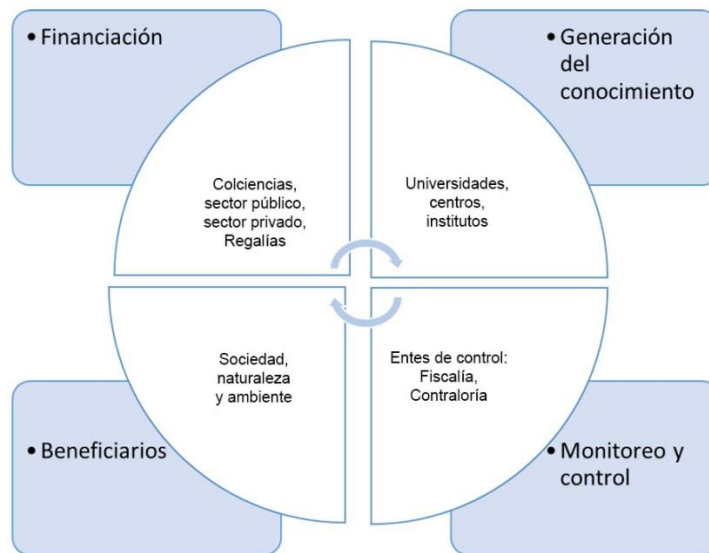 • Financiación
Colciencias,
sector público,
sector privado,
Regalías
• Generación
del
conocimiento
Universidades,
centros,
institutos
Sociedad,
naturaleza
y ambiente
• Beneficiarios
Entes de control:
Fiscalía,
Contraloría
• Monitoreo y
control